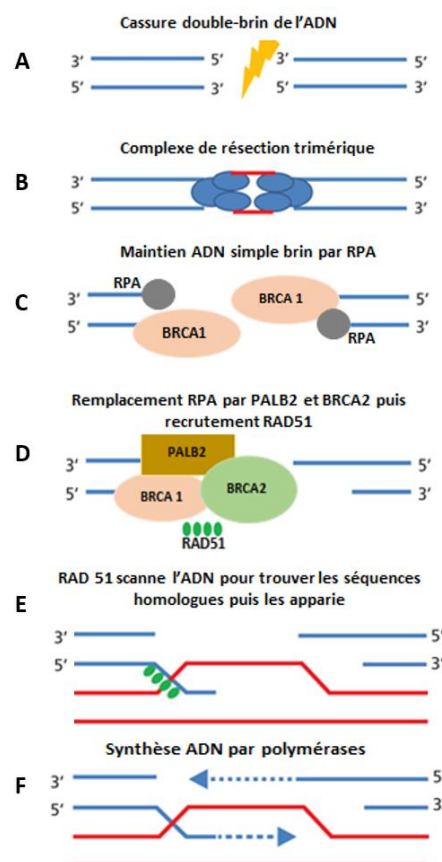 Cassure double-brin de l'ADN
A
3' 5' 3' 5'
5' 3' 5' 3'
Complexe de résection trimérique
B
3' 5'
5' 3'
Maintien ADN simple brin par RPA
C
RPA
3' BRCA 1 5'
5' BRCA1 3'
RPA
Remplacement RPA par PALB2 et BRCA2 puis
recrutement RAD51
D
PALB2
3' 5'
5' BRCA 1 BRCA2 3'
RAD51
RAD 51 scanne l'ADN pour trouver les séquences
homologues puis les apparie
E
3' 5'
5' 3'
Synthèse ADN par polymérases
F
3' 5
5' 3